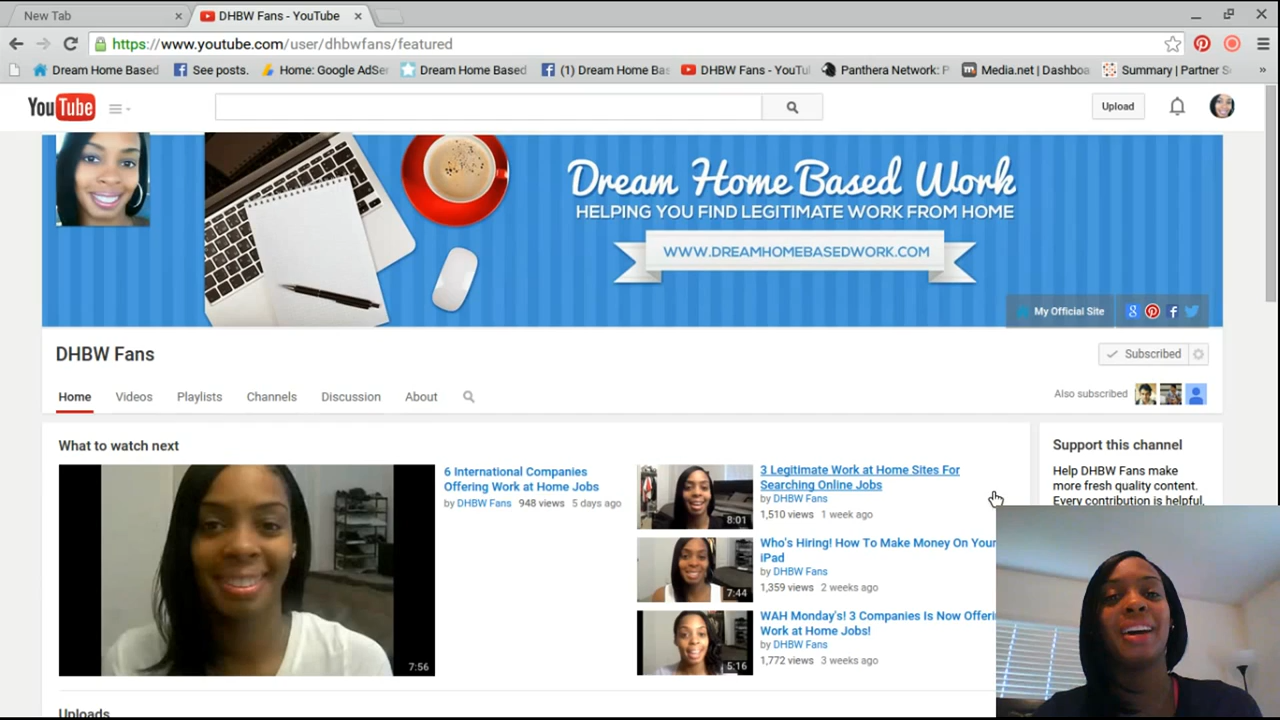 New Tab
DHBW Fans - YouTube
https://www.youtube.com/user/dhbwfans/featured
Dream Home Based
See posts.
Home: Google AdSer
Dream Home Based
(1) Dream Home Bas
DHBW Fans - YouTu
Panthera Network: P
Media.net | Dashboa
Summary | Partner S
»
YouTube
Upload
Dream Home Based Work
HELPING YOU FIND LEGITIMATE WORK FROM HOME
WWW.DREAMHOMEBASEDWORK.COM
My Official Site
DHBW Fans
Subscribed
Home
Videos
Playlists
Channels
Discussion
About
Also subscribed
What to watch next
7:56
6 International Companies
Offering Work at Home Jobs
by DHBW Fans 948 views 5 days ago
8:01
3 Legitimate Work at Home Sites For
Searching Online Jobs
by DHBW Fans
1,510 views 1 week ago
7:44
Who's Hiring! How To Make Money On Your
iPad
by DHBW Fans
1,359 views 2 weeks ago
5:16
WAH Monday's! 3 Companies Is Now Offeri
Work at Home Jobs!
by DHBW Fans
1,772 views 3 weeks ago
Support this channel
Help DHBW Fans make
more fresh quality content.
Every contribution is helpful.
Uploads